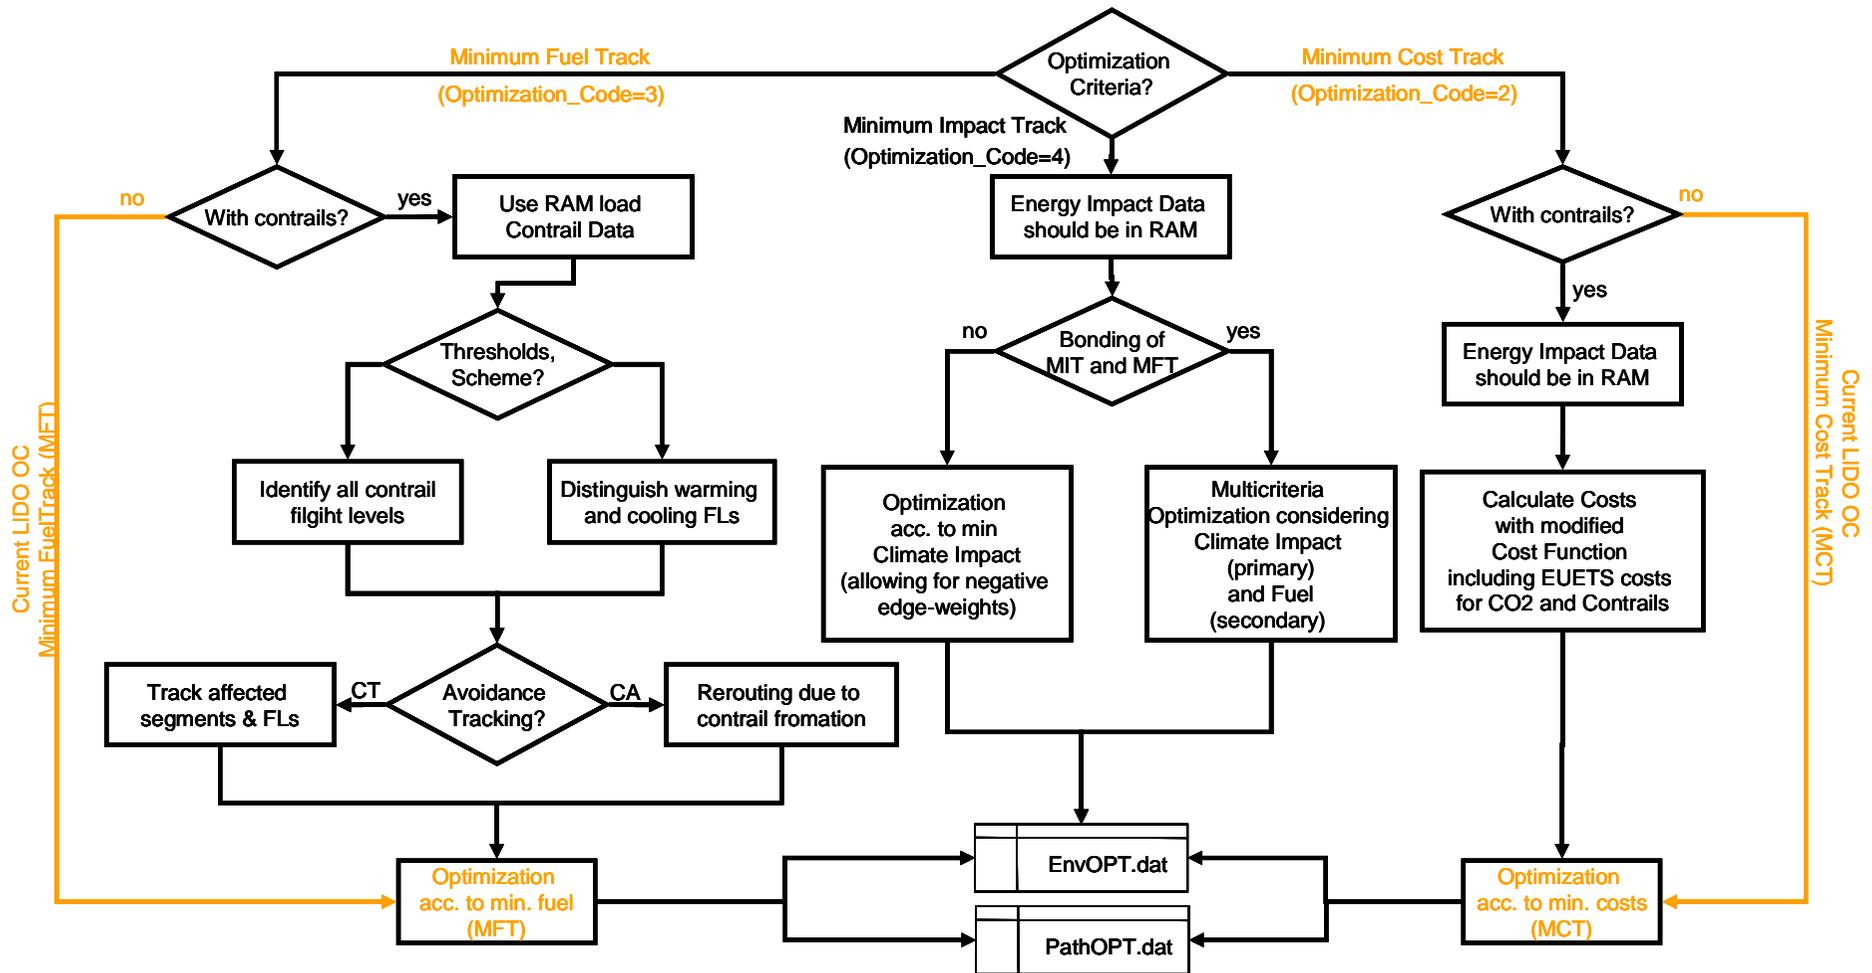 Minimum Fuel Track
(Optimization_Code=3)
Optimization
Criteria?
Minimum Cost Track
(Optimization_Code=2)
Minimum Impact Track
(Optimization_Code=4)
no
With contrails?
yes
Use RAM load
Contrail Data
Energy Impact Data
should be in RAM
With contrails?
no
yes
Thresholds,
Scheme?
no
Bonding of
MIT and MFT
yes
Energy Impact Data
should be in RAM
Current LIDO OC
Minimum FuelTrack (MFT)
Identify all contrail
filgiht levels
Distinguish warming
and cooling FLs
Optimization
acc. to min
Climate Impact
(allowing for negative
edge-weights)
Multicriteria
Optimization considering
Climate Impact
(primary)
and Fuel
(secondary)
Calculate Costs
with modified
Cost Function
including EUETS costs
for CO2 and Contrails
Current LIDO OC
Minimum Cost Track (MCT)
Track affected
segments & FLs
CT
Avoidance
Tracking?
CA
Rerouting due to
contrail fromation
Optimization
acc. to min. fuel
(MFT)
EnvOPT.dat
PathOPT.dat
Optimization
acc. to min. costs
(MCT)